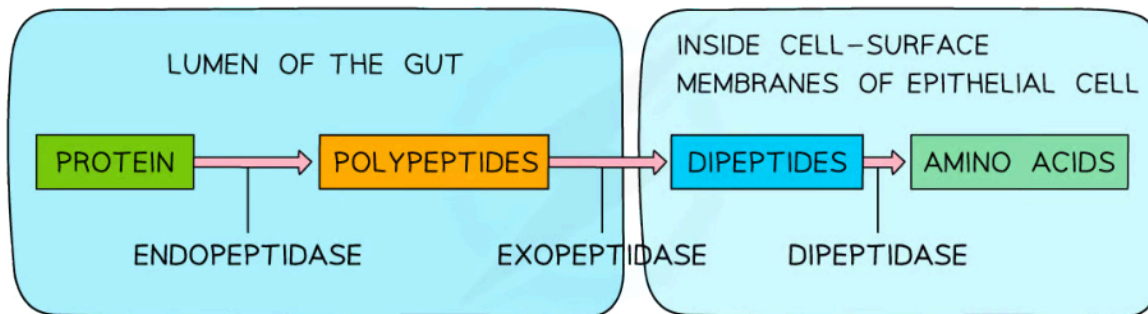 LUMEN OF THE GUT
INSIDE CELL-SURFACE
MEMBRANES OF EPITHELIAL CELL
PROTEIN
POLYPEPTIDES
DIPEPTIDES
AMINO ACIDS
ENDOPEPTIDASE
EXOPEPTIDASE
DIPEPTIDASE